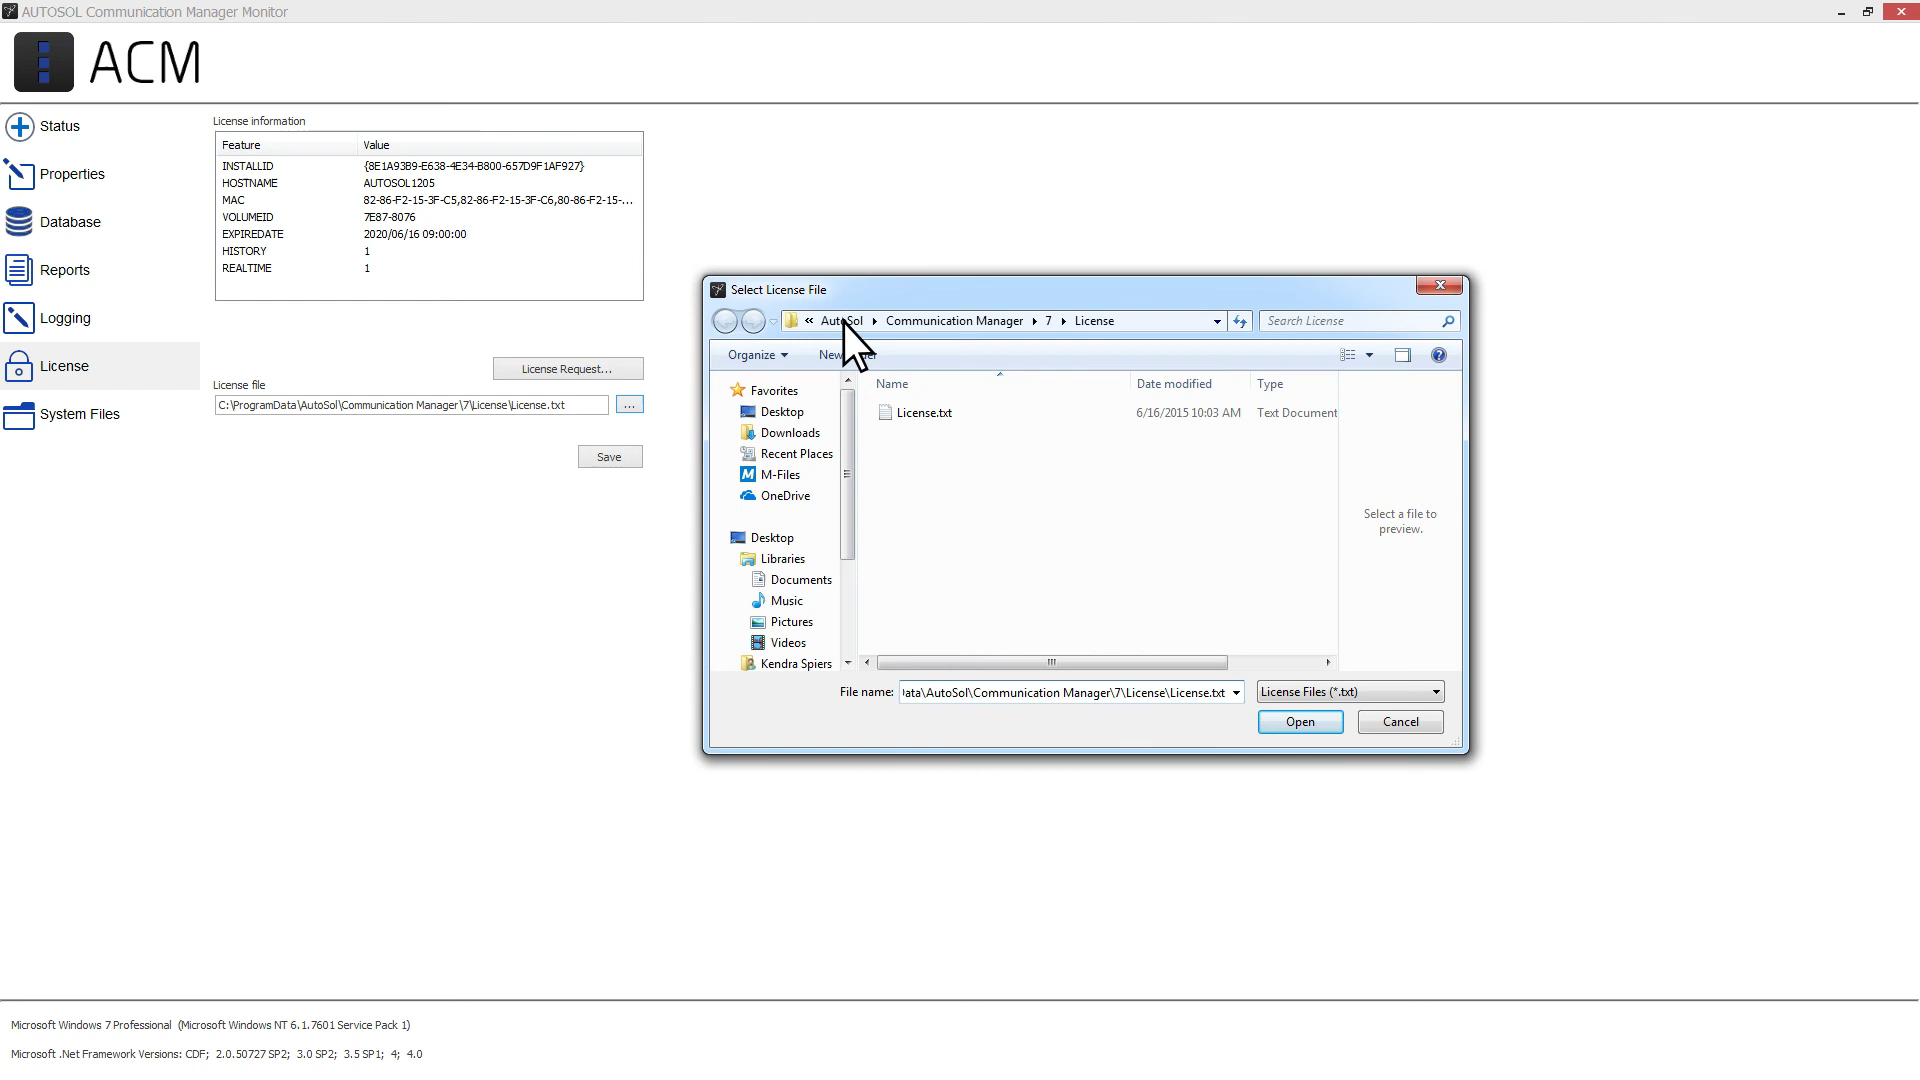 AUTOSOL Communication Manager Monitor
ACM
Status
Properties
Database
Reports
Logging
License
System Files
License information
Feature Value
INSTALLID {8E1A93B9-E638-4E34-B800-657D9F1AF927}
HOSTNAME AUTOSOL1205
MAC 82-86-F2-15-3F-C5,82-86-F2-15-3F-C6,80-86-F2-15-...
VOLUMEID 7E87-8076
EXPIREDATE 2020/06/16 09:00:00
HISTORY 1
REALTIME 1
License Request...
License file
C:\ProgramData\AutoSol\Communication Manager\7\License\License.txt
...
Save
Select License File
« AutoSol Communication Manager 7 License
Search License
Organize
Name Date modified Type
License.txt 6/16/2015 10:03 AM Text Document
Favorites
Desktop
Downloads
Recent Places
M-Files
OneDrive
Desktop
Libraries
Documents
Music
Pictures
Videos
Kendra Spiers
Select a file to
preview.
File name: ata\AutoSol\Communication Manager\7\License\License.txt
License Files (*.txt)
Open Cancel
Microsoft Windows 7 Professional (Microsoft Windows NT 6.1.7601 Service Pack 1)
Microsoft .Net Framework Versions: CDF; 2.0.50727 SP2; 3.0 SP2; 3.5 SP1; 4; 4.0